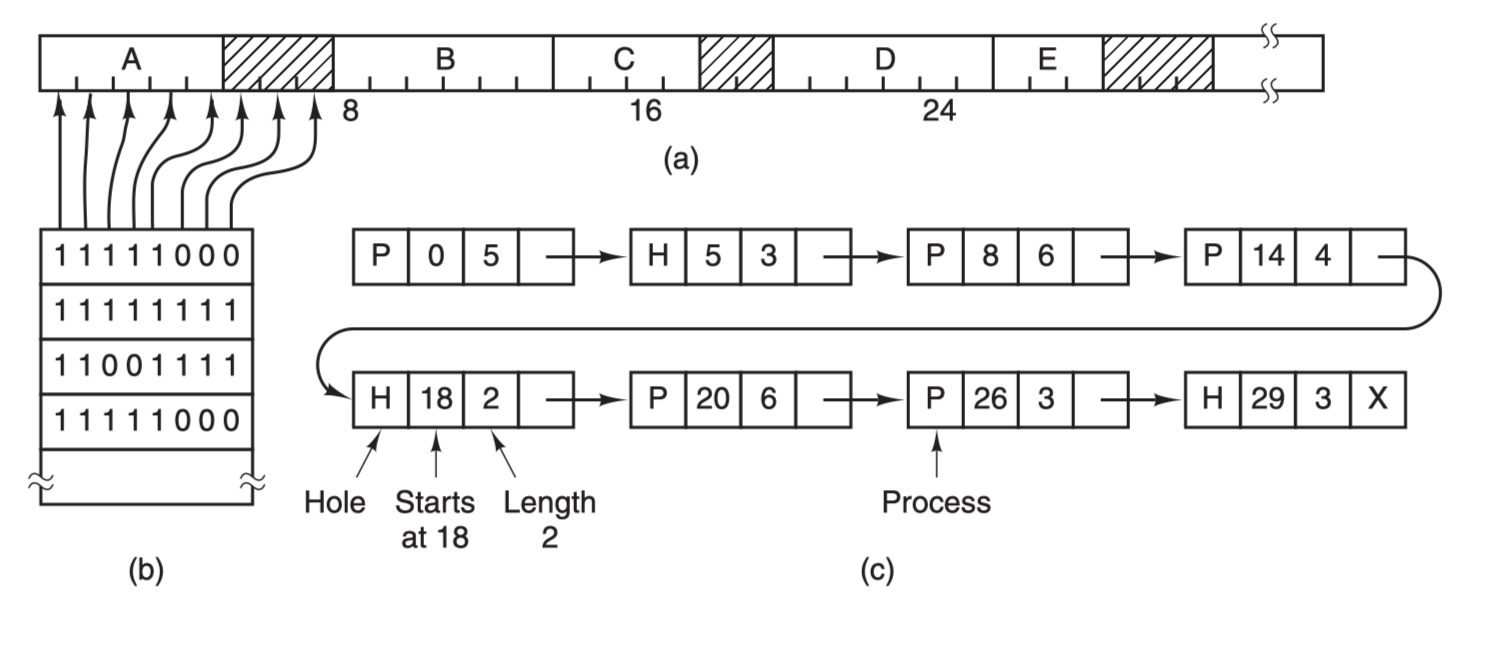 A B C D E
8 16 24
(a)
1 1 1 1 1 0 0 0
1 1 1 1 1 1 1 1
1 1 0 0 1 1 1 1
1 1 1 1 1 0 0 0
(b)
P 0 5 H 5 3 P 8 6 P 14 4
H 18 2 P 20 6 P 26 3 H 29 3 X
Hole Starts Length Process
at 18 2
(c)